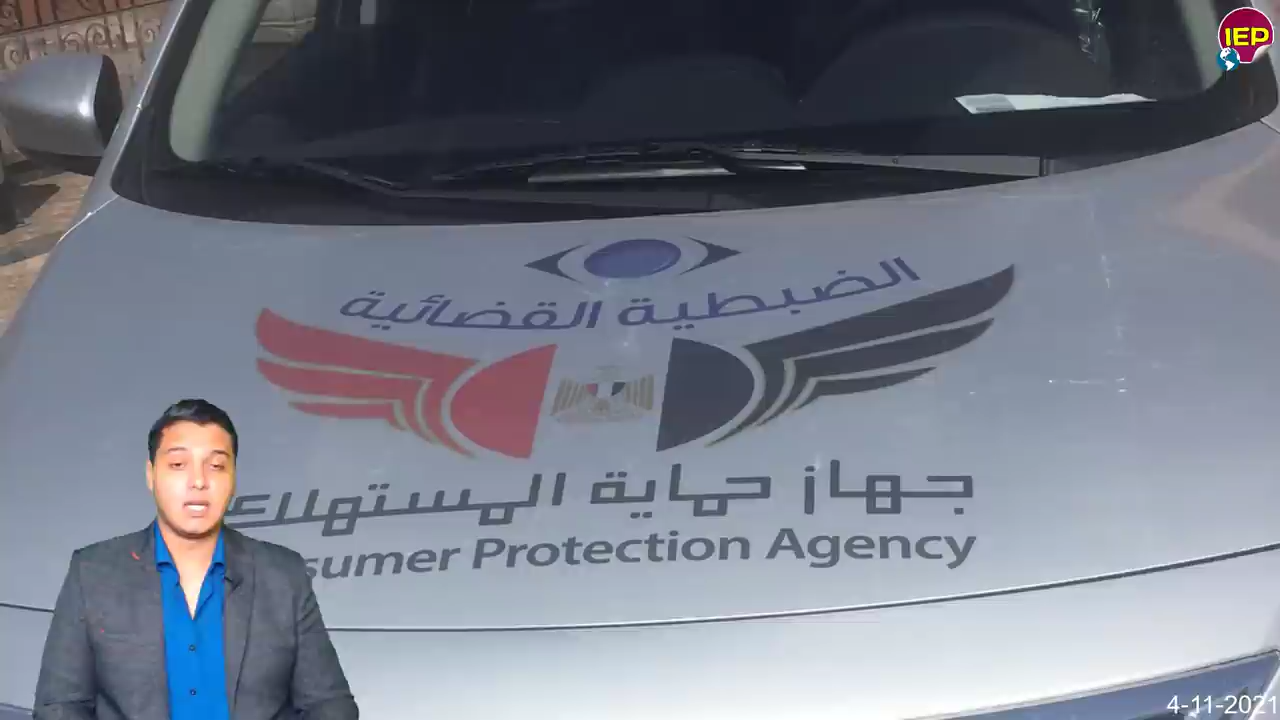 IEP
الضبطية القضائية
جهاز حماية المستهلك
sumer Protection Agency
4-11-2021